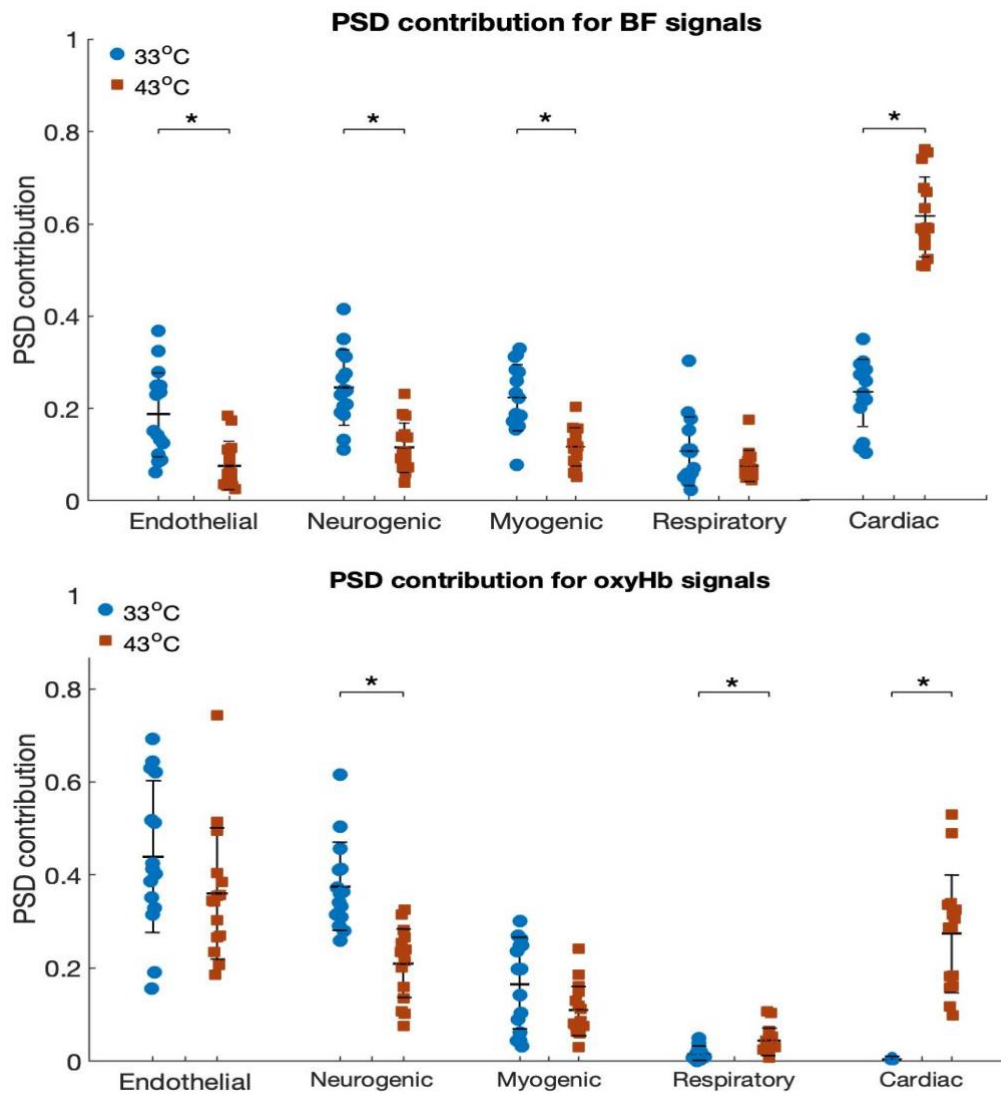 PSD contribution for BF signals
1
33°C
43°C
* * * *
0.8
0.6
PSD contribution
0.4
0.2
0
Endothelial Neurogenic Myogenic Respiratory Cardiac
PSD contribution for oxyHb signals
1
33°C
43°C
* * *
0.8
0.6
PSD contribution
0.4
0.2
0
Endothelial Neurogenic Myogenic Respiratory Cardiac